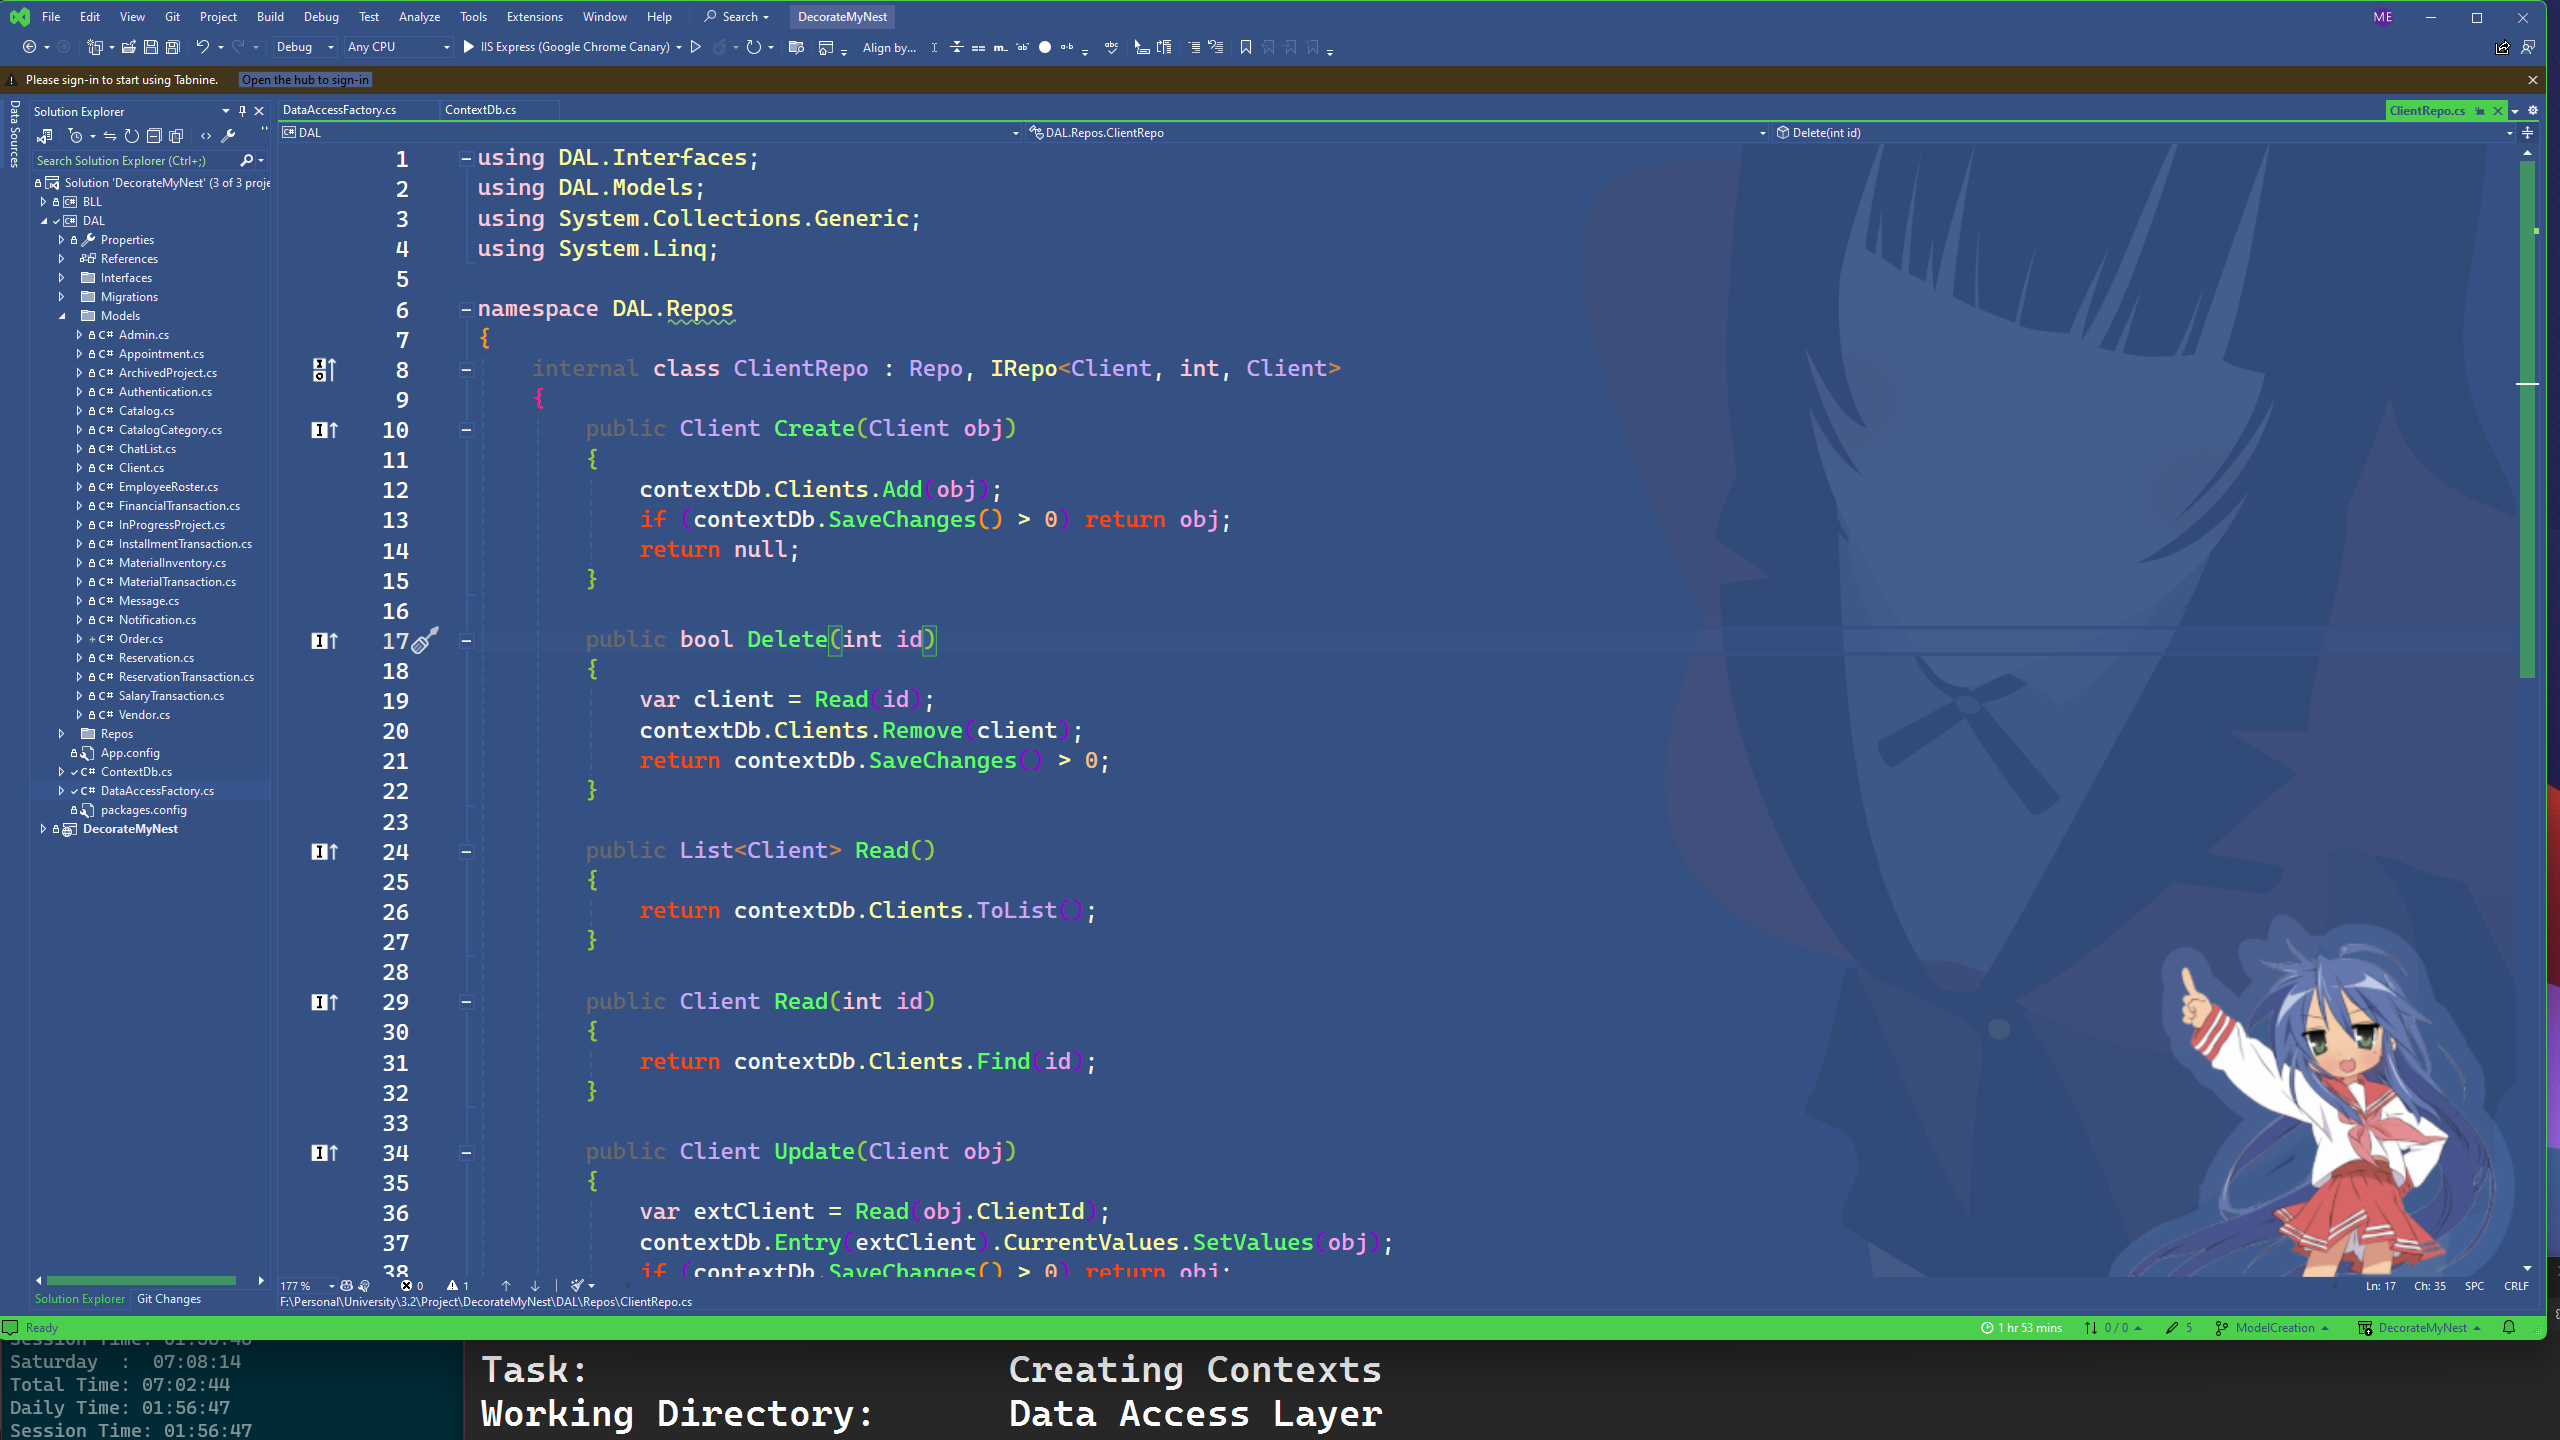 File Edit View Git Project Build Debug Test Analyze Tools Extensions Window Help Search DecorateMyNest ME
Debug Any CPU IIS Express (Google Chrome Canary) Align by...
Please sign-in to start using Tabnine. Open the hub to sign-in
Data Sources
Solution Explorer
Search Solution Explorer (Ctrl+;)
Solution 'DecorateMyNest' (3 of 3 proje
BLL
DAL
Properties
References
Interfaces
Migrations
Models
Admin.cs
Appointment.cs
ArchivedProject.cs
Authentication.cs
Catalog.cs
CatalogCategory.cs
ChatList.cs
Client.cs
EmployeeRoster.cs
FinancialTransaction.cs
InProgressProject.cs
InstallmentTransaction.cs
MaterialInventory.cs
MaterialTransaction.cs
Message.cs
Notification.cs
Order.cs
Reservation.cs
ReservationTransaction.cs
SalaryTransaction.cs
Vendor.cs
Repos
App.config
ContextDb.cs
DataAccessFactory.cs
packages.config
DecorateMyNest
Solution Explorer Git Changes
DataAccessFactory.cs ContextDb.cs ClientRepo.cs
DAL DAL.Repos.ClientRepo Delete(int id)
1 using DAL.Interfaces;
2 using DAL.Models;
3 using System.Collections.Generic;
4 using System.Linq;
5
6 namespace DAL.Repos
7 {
8 internal class ClientRepo : Repo, IRepo<Client, int, Client>
9 {
10 public Client Create(Client obj)
11 {
12 contextDb.Clients.Add(obj);
13 if (contextDb.SaveChanges() > 0) return obj;
14 return null;
15 }
16
17 public bool Delete(int id)
18 {
19 var client = Read(id);
20 contextDb.Clients.Remove(client);
21 return contextDb.SaveChanges() > 0;
22 }
23
24 public List<Client> Read()
25 {
26 return contextDb.Clients.ToList();
27 }
28
29 public Client Read(int id)
30 {
31 return contextDb.Clients.Find(id);
32 }
33
34 public Client Update(Client obj)
35 {
36 var extClient = Read(obj.ClientId);
37 contextDb.Entry(extClient).CurrentValues.SetValues(obj);
38 if (contextDb.SaveChanges() > 0) return obj;
177 % 0 1 Ln: 17 Ch: 35 SPC CRLF
F:\Personal\University\3.2\Project\DecorateMyNest\DAL\Repos\ClientRepo.cs
Ready 1 hr 53 mins 0 / 0 5 ModelCreation DecorateMyNest
Saturday : 07:08:14
Total Time: 07:02:44
Daily Time: 01:56:47
Session Time: 01:56:47
Task: Creating Contexts
Working Directory: Data Access Layer